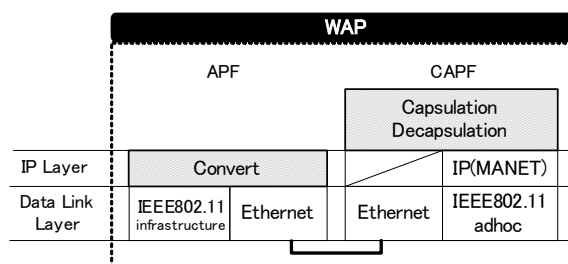 WAP
APF
CAPF
Capsulation
Decapsulation
IP Layer
Convert
IP(MANET)
Data Link
Layer
IEEE802.11
infrastructure
Ethernet
Ethernet
IEEE802.11
adhoc